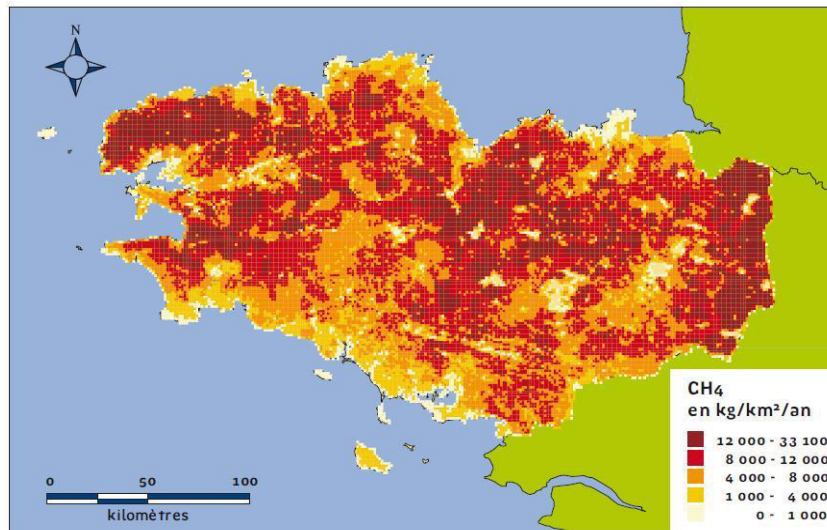 N
CH4
en kg/km²/an
12 000 - 33 100
8 000 - 12 000
4 000 - 8 000
1 000 - 4 000
0 - 1 000
0 50 100
kilomètres